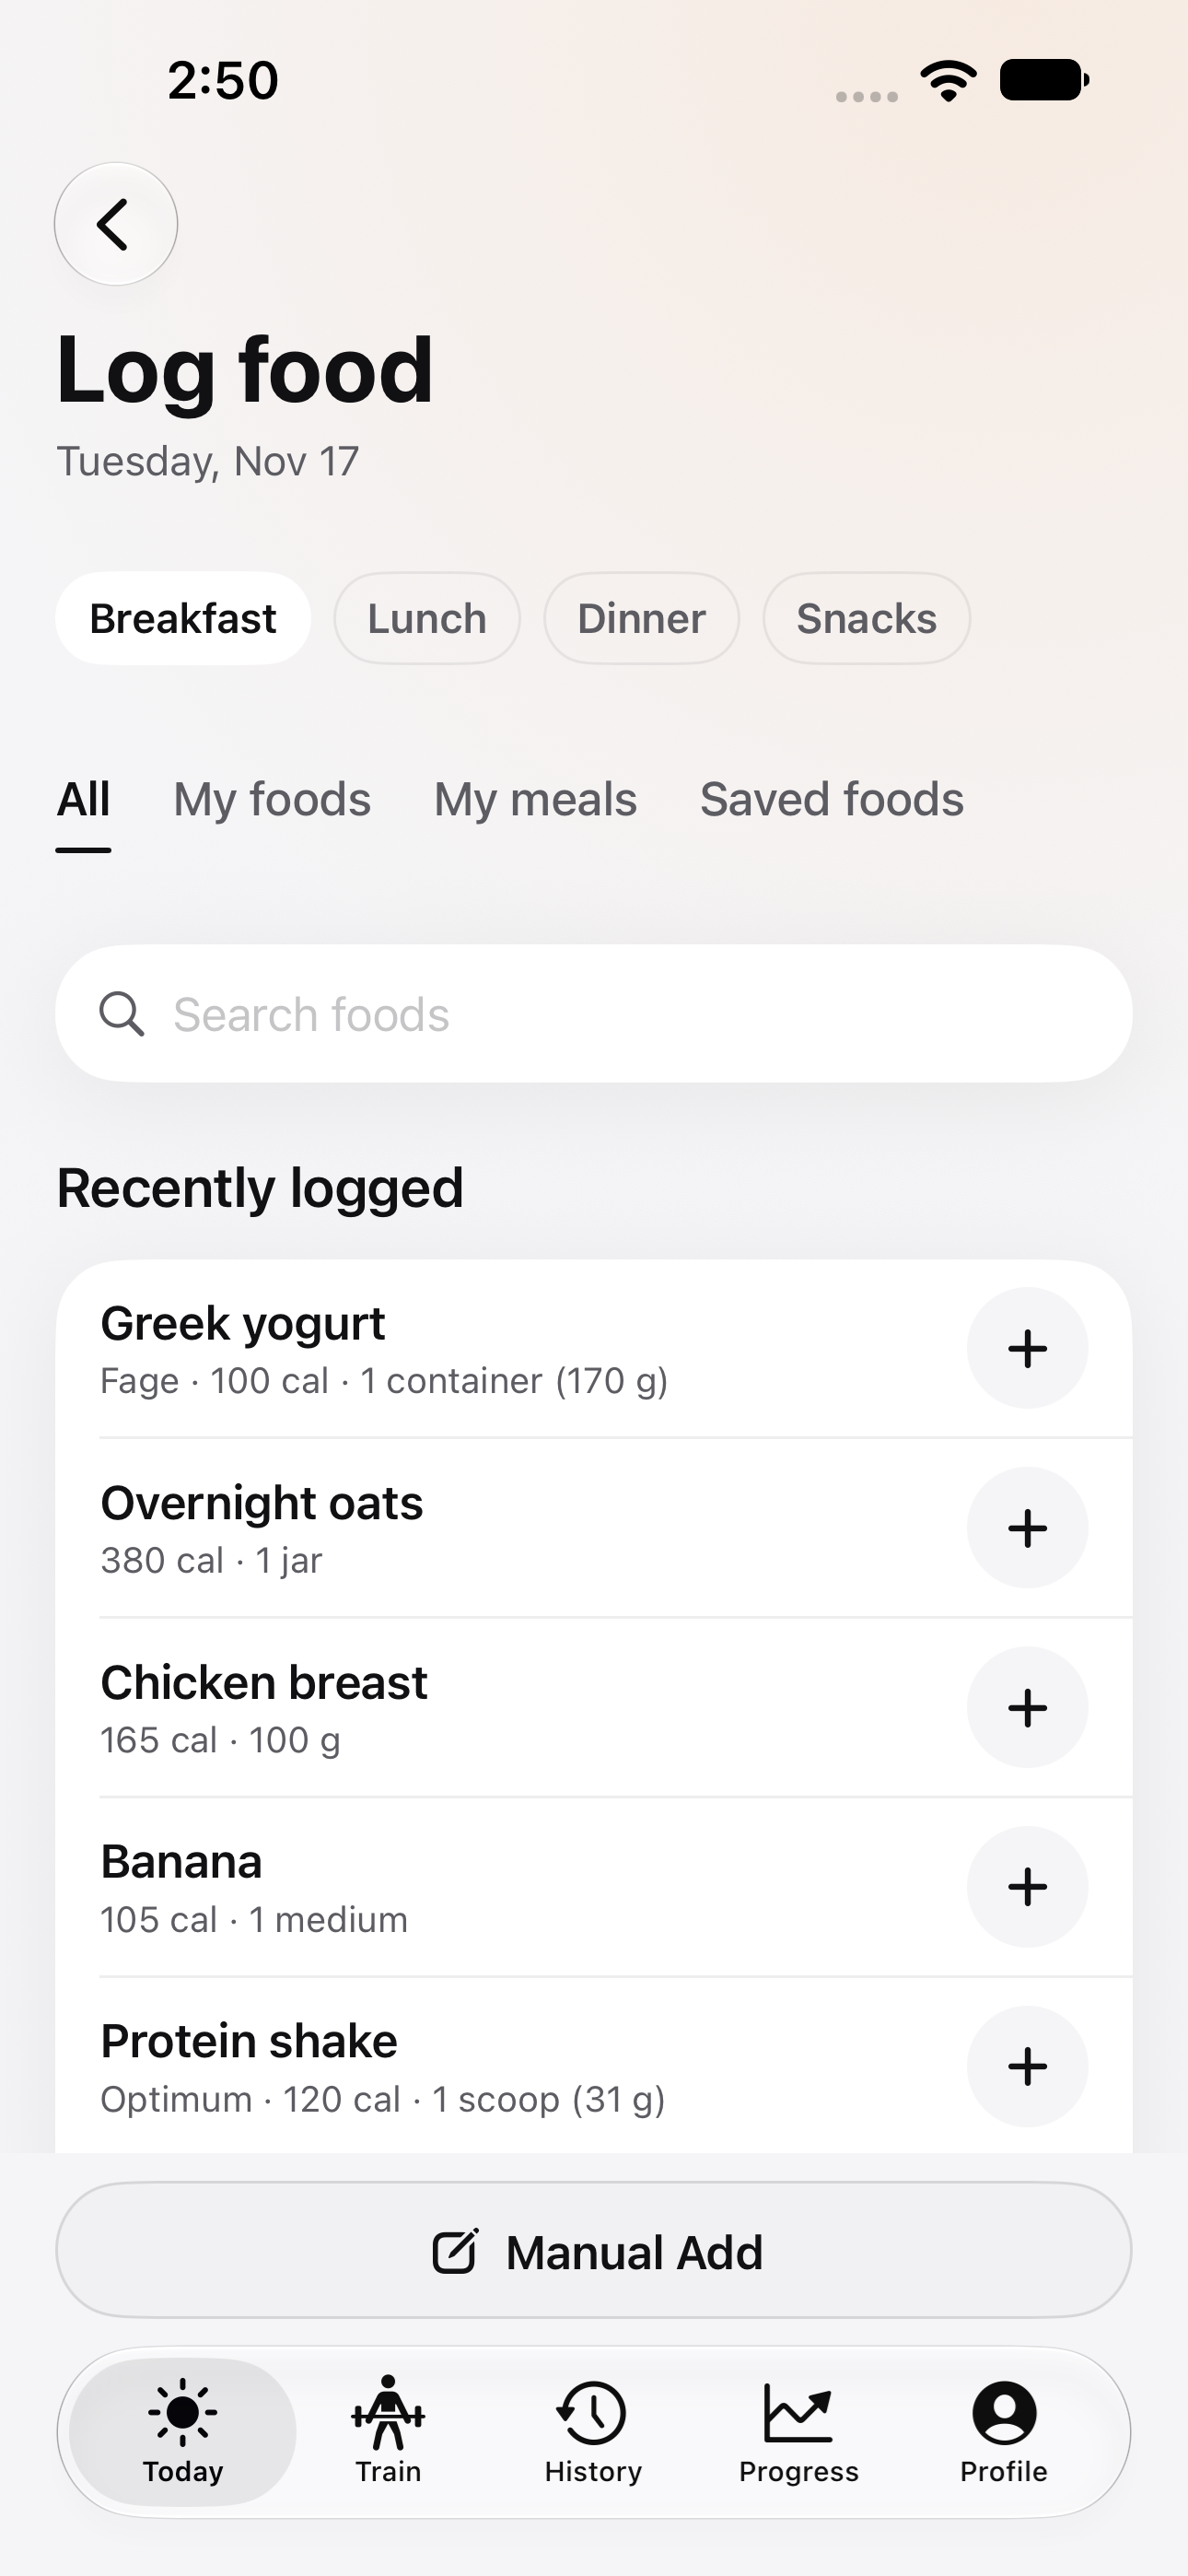 2:50
Log food
Tuesday, Nov 17
Breakfast Lunch Dinner Snacks
All My foods My meals Saved foods
Search foods
Recently logged
Greek yogurt
Fage · 100 cal · 1 container (170 g)
Overnight oats
380 cal · 1 jar
Chicken breast
165 cal · 100 g
Banana
105 cal · 1 medium
Protein shake
Optimum · 120 cal · 1 scoop (31 g)
Manual Add
Today Train History Progress Profile